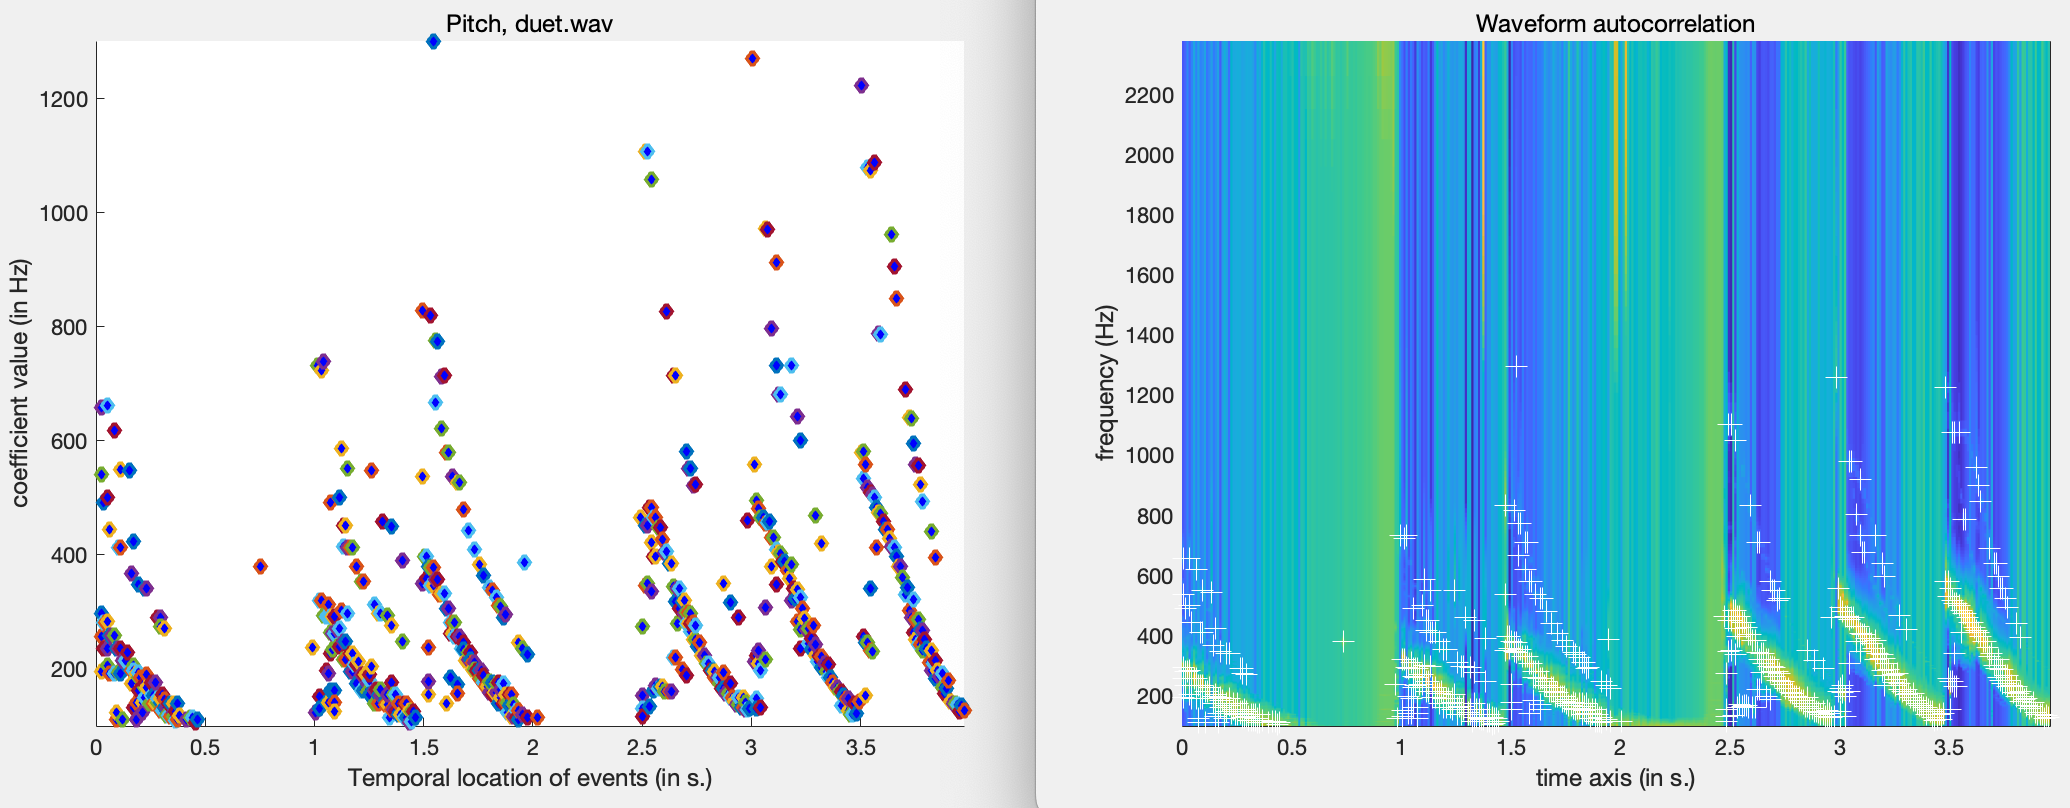 Pitch, duet.wav
1200
1000
800
600
400
200
coefficient value (in Hz)
0 0.5 1 1.5 2 2.5 3 3.5
Temporal location of events (in s.)
Waveform autocorrelation
2200
2000
1800
1600
1400
1200
1000
800
600
400
200
frequency (Hz)
0 0.5 1 1.5 2 2.5 3 3.5
time axis (in s.)